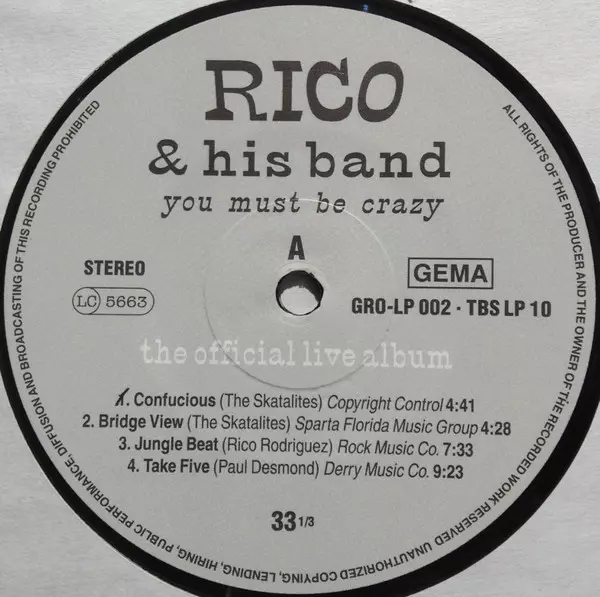 RICO
& his band
you must be crazy
A
STEREO
LC 5663
GEMA
GRO-LP 002 · TBS LP 10
the official live album
1. Confucious (The Skatalites) Copyright Control 4:41
2. Bridge View (The Skatalites) Sparta Florida Music Group 4:28
3. Jungle Beat (Rico Rodriguez) Rock Music Co. 7:33
4. Take Five (Paul Desmond) Derry Music Co. 9:23
33 1/3
ALL RIGHTS OF THE PRODUCER AND THE OWNER OF THE RECORDED WORK RESERVED UNAUTHORIZED COPYING, LENDING, HIRING, PUBLIC PERFORMANCE, DIFFUSION AND BROADCASTING OF THIS RECORDING PROHIBITED